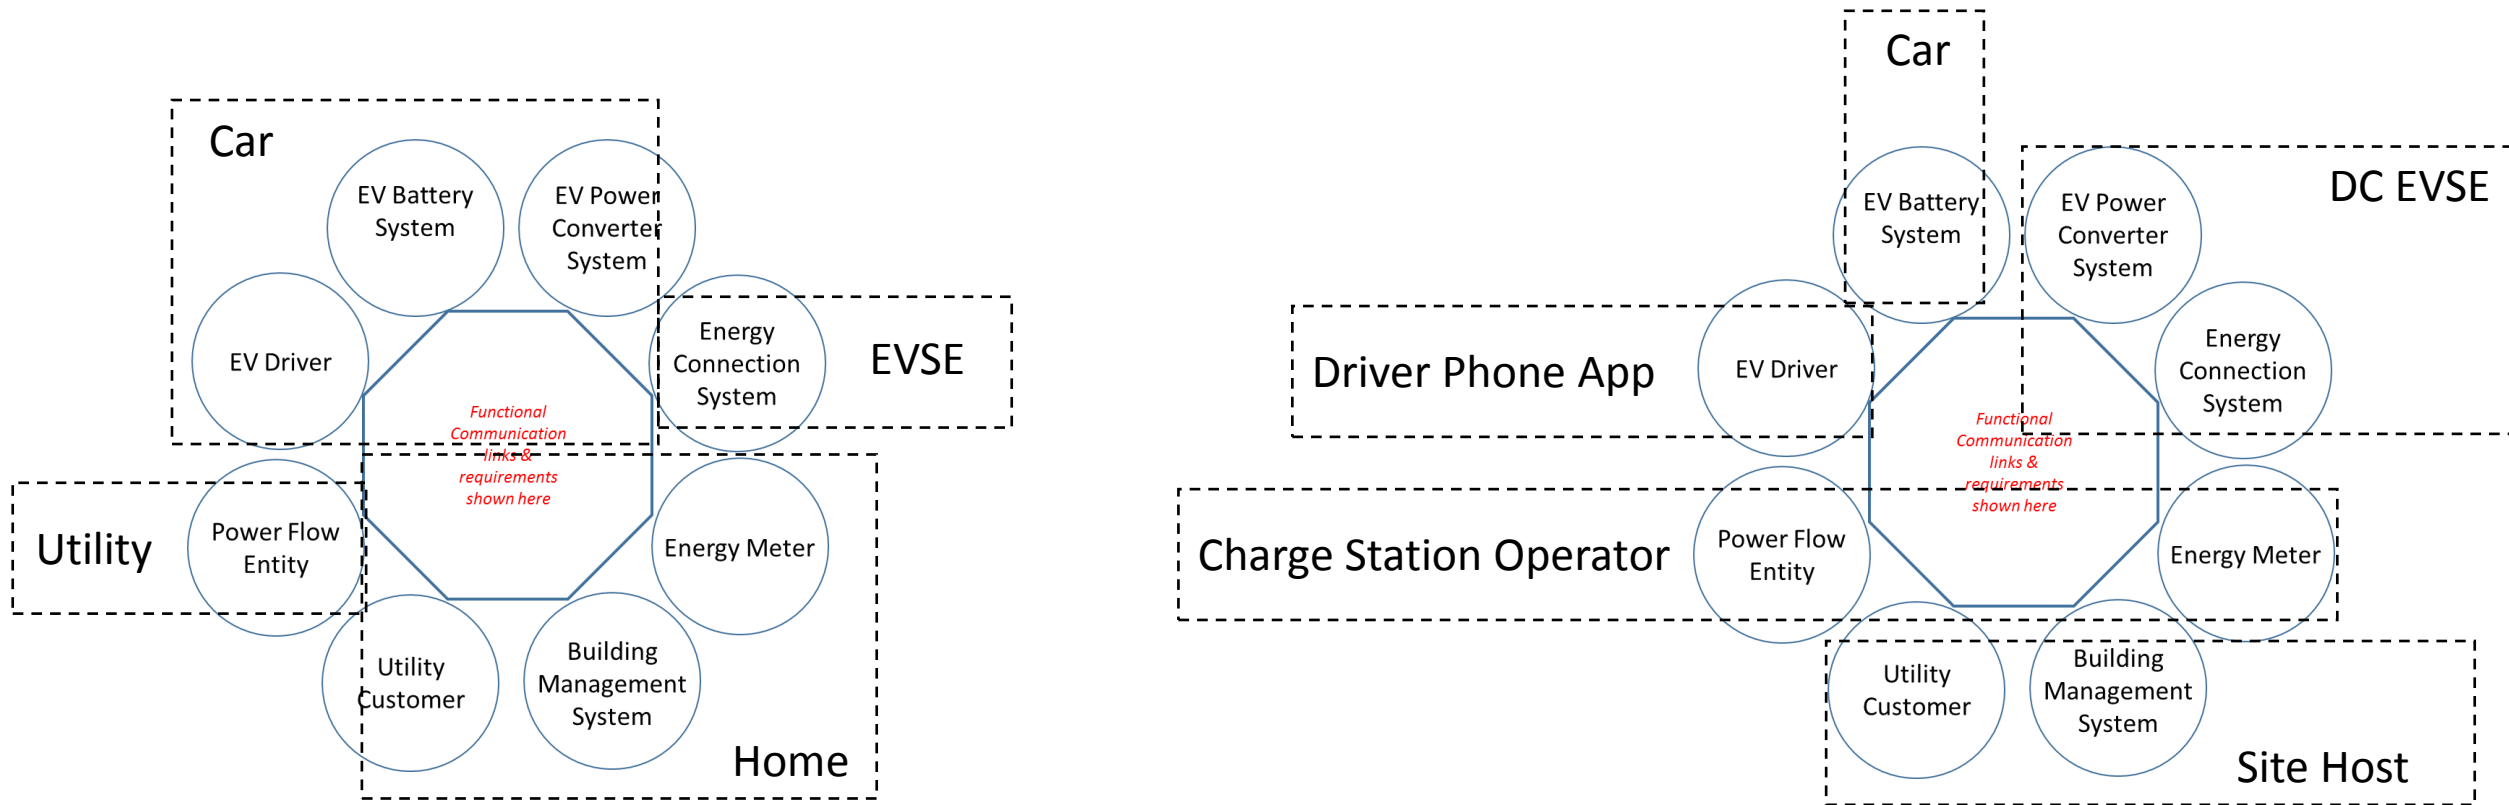 Car
EV Battery
System
EV Power
Converter
System
EV Driver
Energy
Connection
System
EVSE
Functional
Communication
links &
requirements
shown here
Utility
Power Flow
Entity
Energy Meter
Utility
Customer
Building
Management
System
Home
Car
EV Battery
System
EV Power
Converter
System
DC EVSE
Driver Phone App
EV Driver
Energy
Connection
System
Functional
Communication
links &
requirements
shown here
Charge Station Operator
Power Flow
Entity
Energy Meter
Utility
Customer
Building
Management
System
Site Host